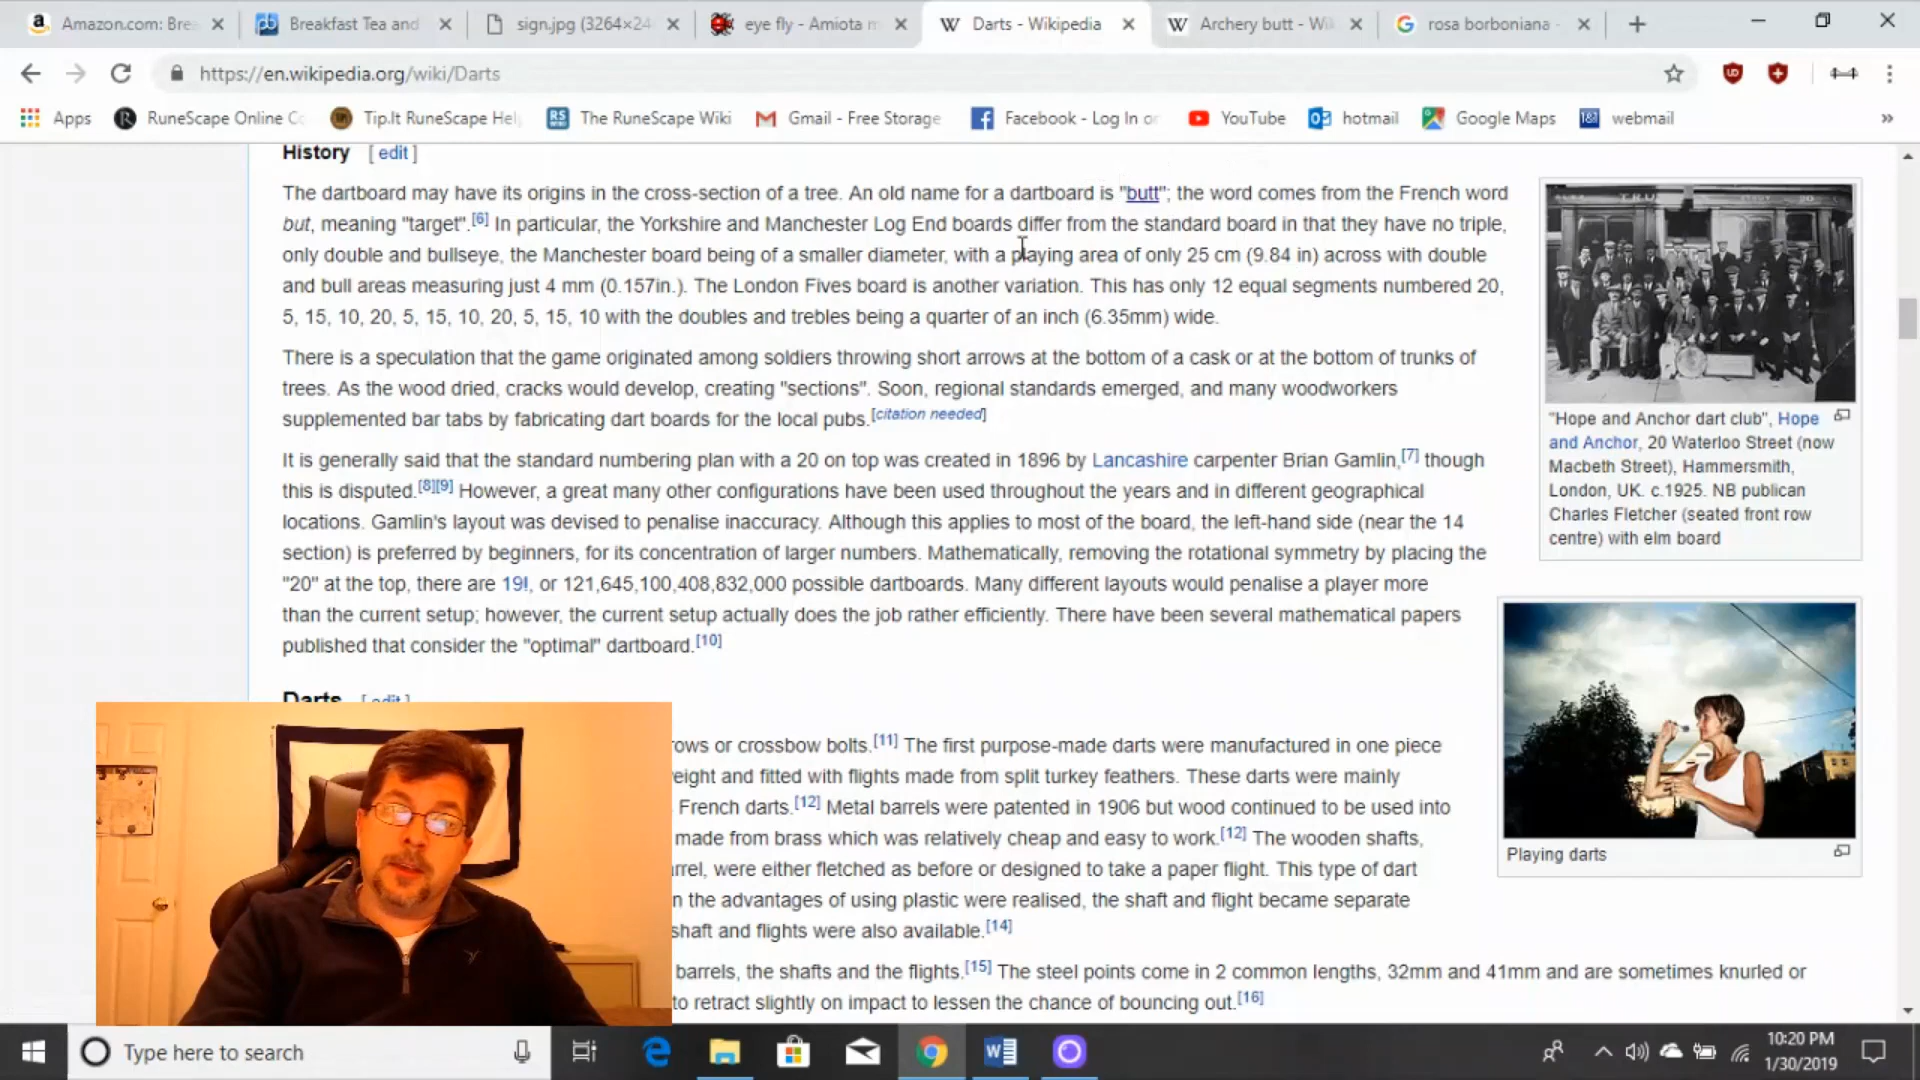 Amazon.com: Brea
Breakfast Tea and
sign.jpg (3264×24
eye fly - Amiota m
Darts - Wikipedia
Archery butt - Wi
rosa borboniana -
https://en.wikipedia.org/wiki/Darts
Apps
RuneScape Online C
Tip.It RuneScape Hel
The RuneScape Wiki
Gmail - Free Storage
Facebook - Log In or
YouTube
hotmail
Google Maps
webmail
History [ edit ]
The dartboard may have its origins in the cross-section of a tree. An old name for a dartboard is "butt"; the word comes from the French word
but, meaning "target".[6] In particular, the Yorkshire and Manchester Log End boards differ from the standard board in that they have no triple,
only double and bullseye, the Manchester board being of a smaller diameter, with a playing area of only 25 cm (9.84 in) across with double
and bull areas measuring just 4 mm (0.157in.). The London Fives board is another variation. This has only 12 equal segments numbered 20,
5, 15, 10, 20, 5, 15, 10, 20, 5, 15, 10 with the doubles and trebles being a quarter of an inch (6.35mm) wide.
There is a speculation that the game originated among soldiers throwing short arrows at the bottom of a cask or at the bottom of trunks of
trees. As the wood dried, cracks would develop, creating "sections". Soon, regional standards emerged, and many woodworkers
supplemented bar tabs by fabricating dart boards for the local pubs.[citation needed]
It is generally said that the standard numbering plan with a 20 on top was created in 1896 by Lancashire carpenter Brian Gamlin,[7] though
this is disputed.[8][9] However, a great many other configurations have been used throughout the years and in different geographical
locations. Gamlin's layout was devised to penalise inaccuracy. Although this applies to most of the board, the left-hand side (near the 14
section) is preferred by beginners, for its concentration of larger numbers. Mathematically, removing the rotational symmetry by placing the
"20" at the top, there are 19!, or 121,645,100,408,832,000 possible dartboards. Many different layouts would penalise a player more
than the current setup; however, the current setup actually does the job rather efficiently. There have been several mathematical papers
published that consider the "optimal" dartboard.[10]
"Hope and Anchor dart club", Hope
and Anchor, 20 Waterloo Street (now
Macbeth Street), Hammersmith,
London, UK. c.1925. NB publican
Charles Fletcher (seated front row
centre) with elm board
Playing darts
Darts [ edit ]
rows or crossbow bolts.[11] The first purpose-made darts were manufactured in one piece
eight and fitted with flights made from split turkey feathers. These darts were mainly
French darts.[12] Metal barrels were patented in 1906 but wood continued to be used into
made from brass which was relatively cheap and easy to work.[12] The wooden shafts,
rrel, were either fletched as before or designed to take a paper flight. This type of dart
n the advantages of using plastic were realised, the shaft and flight became separate
shaft and flights were also available.[14]
barrels, the shafts and the flights.[15] The steel points come in 2 common lengths, 32mm and 41mm and are sometimes knurled or
to retract slightly on impact to lessen the chance of bouncing out.[16]
Type here to search
10:20 PM
1/30/2019